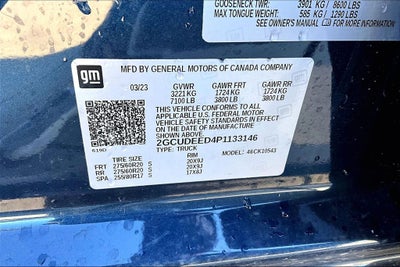 GOOSENECK TWR: 3901 KG / 8600 LBS
MAX TONGUE WEIGHT: 585 KG / 1290 LBS
SEE OWNER'S MANUAL FOR MORE INFORMATION
gm
MFD BY GENERAL MOTORS OF CANADA COMPANY
03/23 GVWR GAWR FRT GAWR RR
3221 KG 1724 KG 1724 KG
7100 LB 3800 LB 3800 LB
THIS VEHICLE CONFORMS TO ALL
APPLICABLE U.S. FEDERAL MOTOR
VEHICLE SAFETY STANDARDS IN EFFECT
ON THE DATE OF MANUFACTURE
SHOWN ABOVE.
2GCUDEED4P1133146
TYPE: TRUCK MODEL: 46CK10543
TIRE SIZE RIM
FRT 275/60R20 S 20X9J
RR 275/60R20 S 20X9J
SPA 255/80R17 S 17X8J